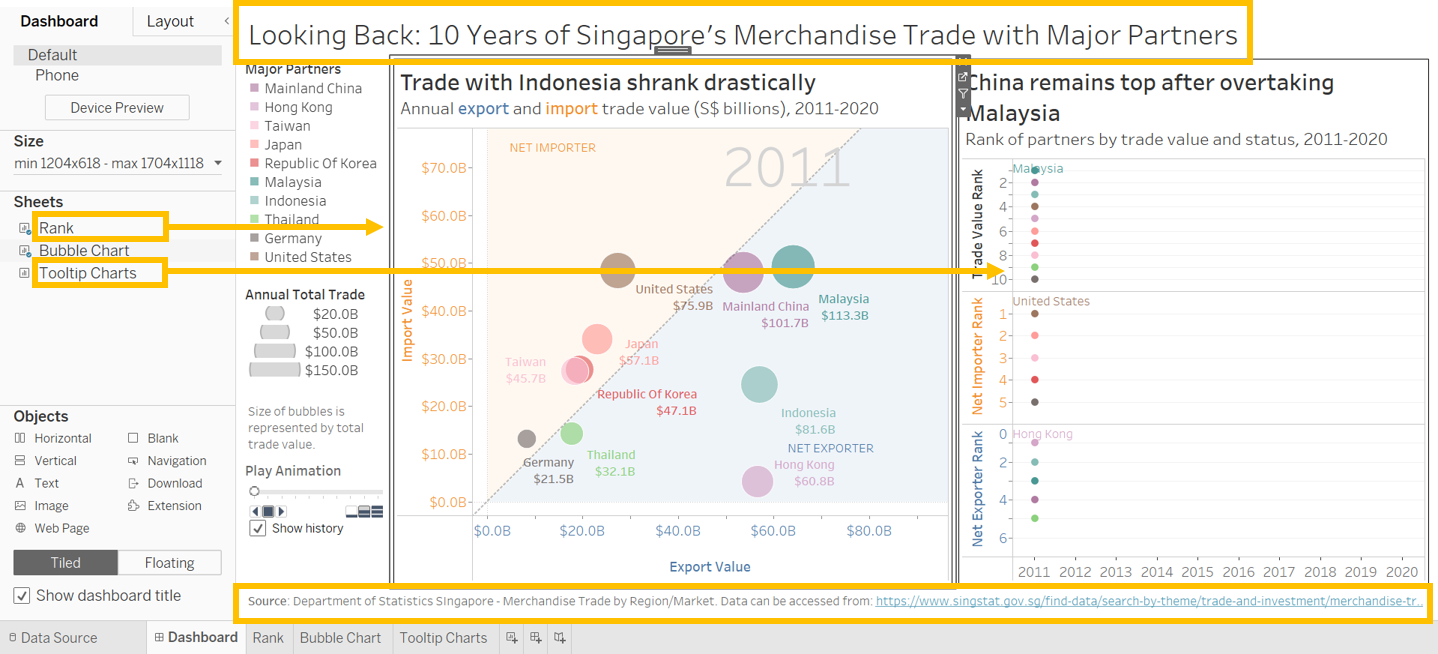 Dashboard
Layout
Default
Phone
Device Preview
Size
min 1204x618 - max 1704x1118
Sheets
Rank
Bubble Chart
Tooltip Charts
Objects
Horizontal
Blank
Vertical
Navigation
Text
Download
Image
Extension
Web Page
Tiled
Floating
Show dashboard title
Looking Back: 10 Years of Singapore's Merchandise Trade with Major Partners
Major Partners
Mainland China
Hong Kong
Taiwan
Japan
Republic Of Korea
Malaysia
Indonesia
Thailand
Germany
United States
Annual Total Trade
$20.0B
$50.0B
$100.0B
$150.0B
Size of bubbles is
represented by total
trade value.
Play Animation
Show history
Trade with Indonesia shrank drastically
Annual export and import trade value (S$ billions), 2011-2020
NET IMPORTER
2011
Import Value
$70.0B
$60.0B
$50.0B
$40.0B
$30.0B
$20.0B
$10.0B
$0.0B
United States
$75.9B
Mainland China
$101.7B
Malaysia
$113.3B
Japan
$57.1B
Taiwan
$45.7B
Republic Of Korea
$47.1B
Indonesia
$81.6B
NET EXPORTER
Thailand
$32.1B
Germany
$21.5B
Hong Kong
$60.8B
$0.0B
$20.0B
$40.0B
$60.0B
$80.0B
Export Value
China remains top after overtaking
Malaysia
Rank of partners by trade value and status, 2011-2020
Trade Value Rank
Malaysia
2
4
6
8
10
Net Importer Rank
United States
1
2
3
4
5
Net Exporter Rank
Hong Kong
0
2
4
6
2011 2012 2013 2014 2015 2016 2017 2018 2019 2020
Source: Department of Statistics SIngapore - Merchandise Trade by Region/Market. Data can be accessed from: https://www.singstat.gov.sg/find-data/search-by-theme/trade-and-investment/merchandise-tr..
Data Source
Dashboard
Rank
Bubble Chart
Tooltip Charts